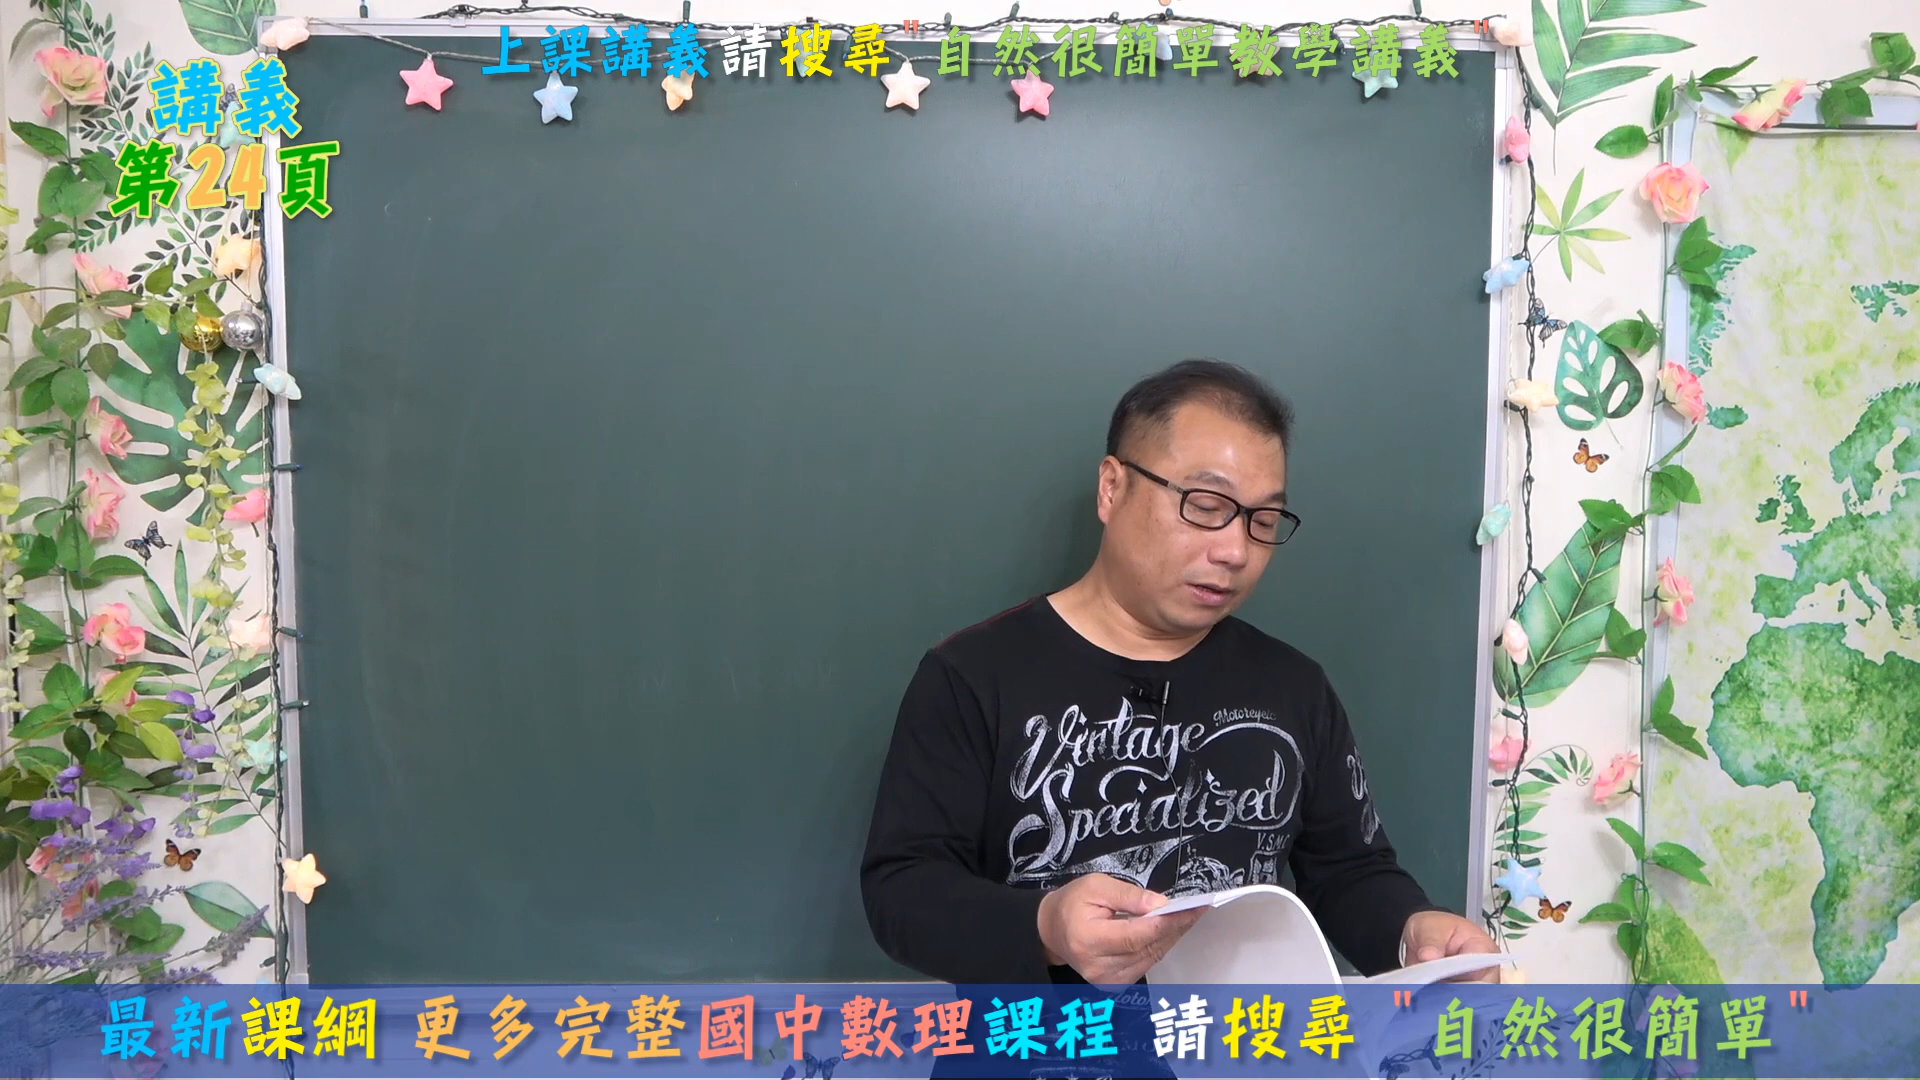 上課講義請搜尋"自然很簡單教學講義"
講義
第24頁
Motorcycle
Vintage
Specialized
V.S.M.C
最新課綱 更多完整國中數理課程 請搜尋 "自然很簡單"